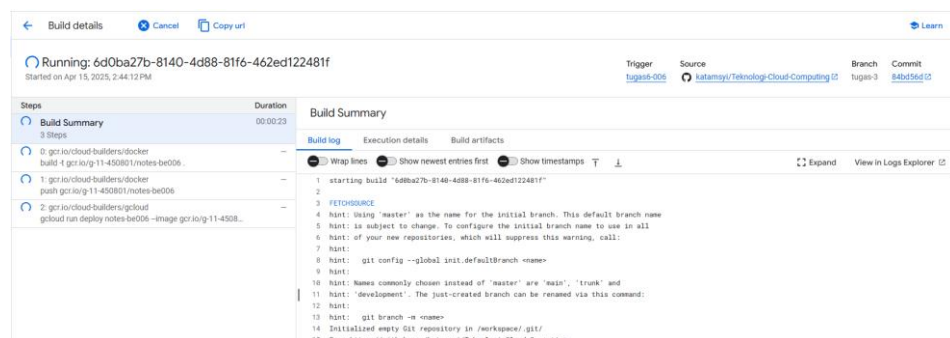 Build details Cancel Copy url Learn
Running: 6d0ba27b-8140-4d88-81f6-462ed122481f
Started on Apr 15, 2025, 2:44:12 PM
Trigger Source Branch Commit
tugas6-006 katamsyi/Teknologi-Cloud-Computing tugas-3 84bd56d
Steps Duration
Build Summary 00:00:23
3 Steps
0: gcr.io/cloud-builders/docker –
build -t gcr.io/g-11-450801/notes-be006 .
1: gcr.io/cloud-builders/docker –
push gcr.io/g-11-450801/notes-be006
2: gcr.io/cloud-builders/gcloud –
gcloud run deploy notes-be006 --image gcr.io/g-11-4508...
Build Summary
Build log Execution details Build artifacts
Wrap lines Show newest entries first Show timestamps Expand View in Logs Explorer
1 starting build "6d0ba27b-8140-4d88-81f6-462ed122481f"
2
3 FETCHSOURCE
4 hint: Using 'master' as the name for the initial branch. This default branch name
5 hint: is subject to change. To configure the initial branch name to use in all
6 hint: of your new repositories, which will suppress this warning, call:
7 hint:
8 hint: git config --global init.defaultBranch <name>
9 hint:
10 hint: Names commonly chosen instead of 'master' are 'main', 'trunk' and
11 hint: 'development'. The just-created branch can be renamed via this command:
12 hint:
13 hint: git branch -m <name>
14 Initialized empty Git repository in /workspace/.git/